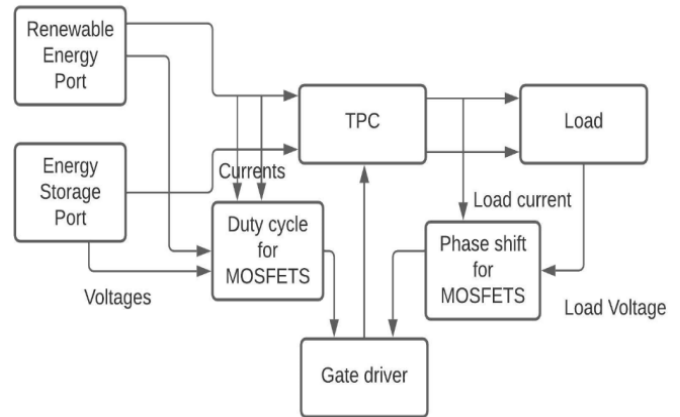 Renewable
Energy
Port
TPC
Load
Energy
Storage
Port
Currents
Duty cycle
for
MOSFETS
Load current
Phase shift
for
MOSFETS
Voltages
Load Voltage
Gate driver